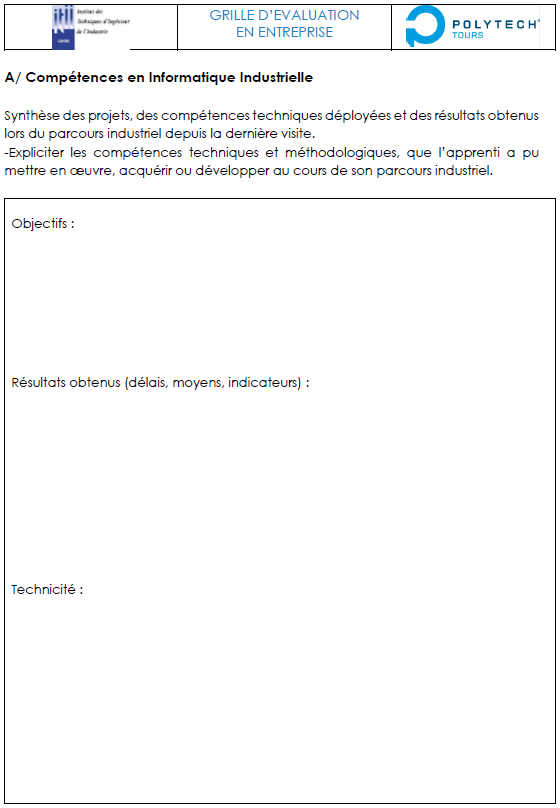 itii
Institut des
Techniques d'Ingénieur
de l'Industrie
GRILLE D'EVALUATION
EN ENTREPRISE
POLYTECH
TOURS
A/ Compétences en Informatique Industrielle
Synthèse des projets, des compétences techniques déployées et des résultats obtenus
lors du parcours industriel depuis la dernière visite.
-Expliciter les compétences techniques et méthodologiques, que l'apprenti a pu
mettre en œuvre, acquérir ou développer au cours de son parcours industriel.
Objectifs :
Résultats obtenus (délais, moyens, indicateurs) :
Technicité :